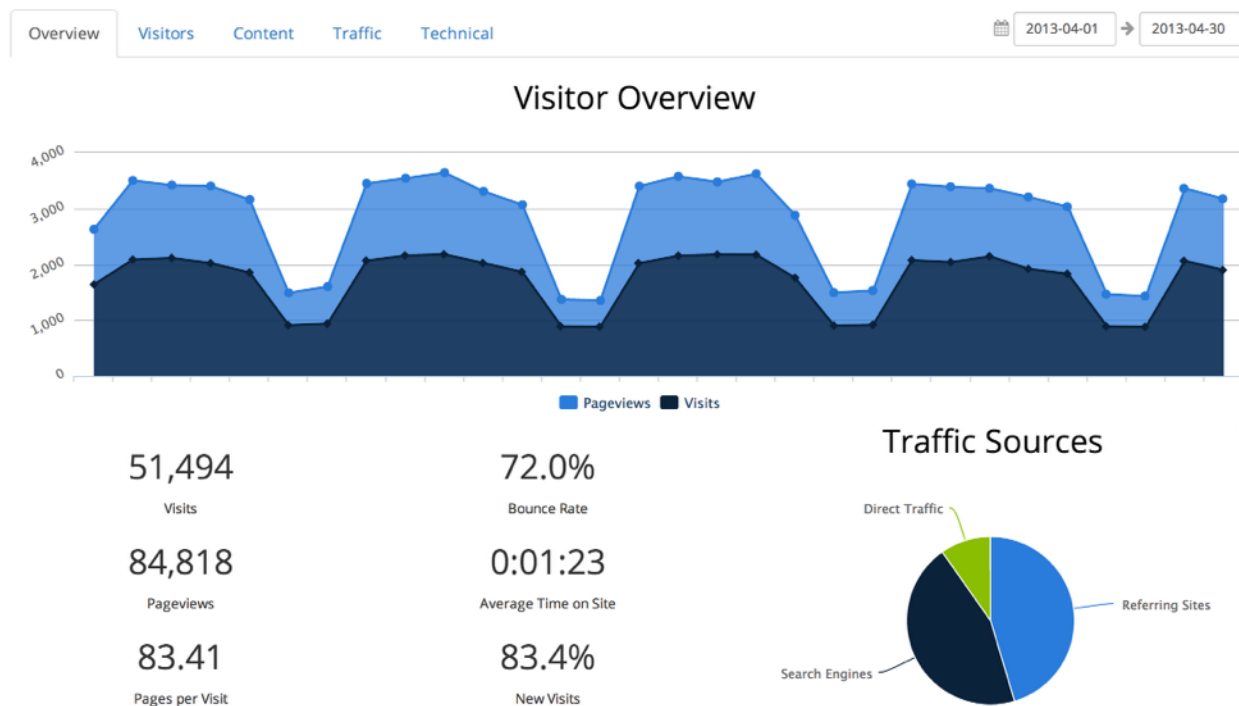 Overview Visitors Content Traffic Technical 2013-04-01 2013-04-30
Visitor Overview
4,000
3,000
2,000
1,000
0
Pageviews Visits
51,494
Visits
72.0%
Bounce Rate
84,818
Pageviews
0:01:23
Average Time on Site
83.41
Pages per Visit
83.4%
New Visits
Traffic Sources
Direct Traffic
Referring Sites
Search Engines